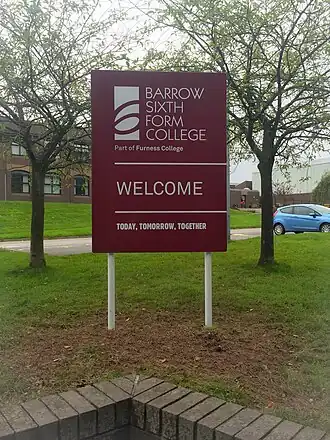 BARROW
SIXTH
FORM
COLLEGE
Part of Furness College
WELCOME
TODAY, TOMORROW, TOGETHER